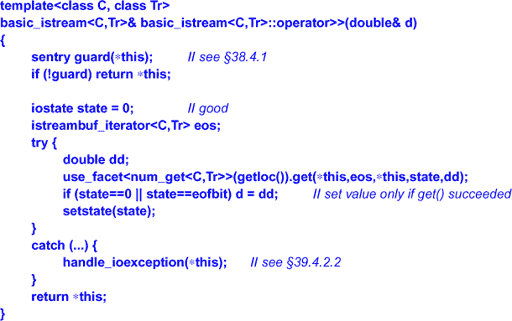 template<class C, class Tr>
basic_istream<C,Tr>& basic_istream<C,Tr>::operator>>(double& d)
{
sentry guard(*this); // see §38.4.1
if (!guard) return *this;
iostate state = 0; // good
istreambuf_iterator<C,Tr> eos;
try {
double dd;
use_facet<num_get<C,Tr>>(getloc()).get(*this,eos,*this,state,dd);
if (state==0 || state==eofbit) d = dd; // set value only if get() succeeded
setstate(state);
}
catch (...) {
handle_ioexception(*this); // see §39.4.2.2
}
return *this;
}